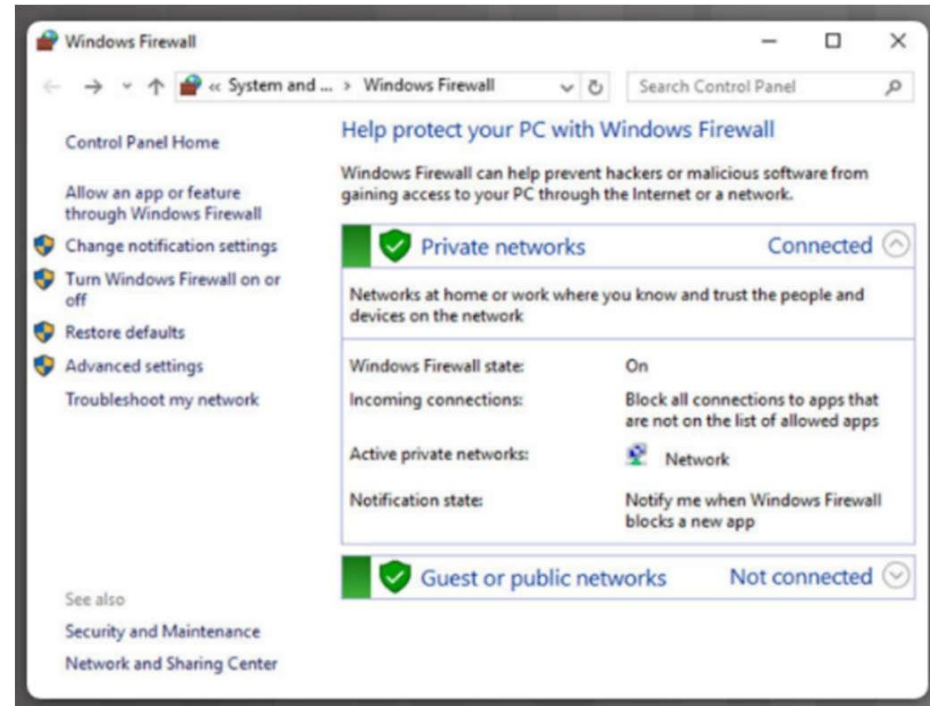 Windows Firewall
« System and ... > Windows Firewall
Search Control Panel
Control Panel Home
Allow an app or feature
through Windows Firewall
Change notification settings
Turn Windows Firewall on or
off
Restore defaults
Advanced settings
Troubleshoot my network
See also
Security and Maintenance
Network and Sharing Center
Help protect your PC with Windows Firewall
Windows Firewall can help prevent hackers or malicious software from
gaining access to your PC through the Internet or a network.
Private networks Connected
Networks at home or work where you know and trust the people and
devices on the network
Windows Firewall state: On
Incoming connections: Block all connections to apps that
are not on the list of allowed apps
Active private networks: Network
Notification state: Notify me when Windows Firewall
blocks a new app
Guest or public networks Not connected